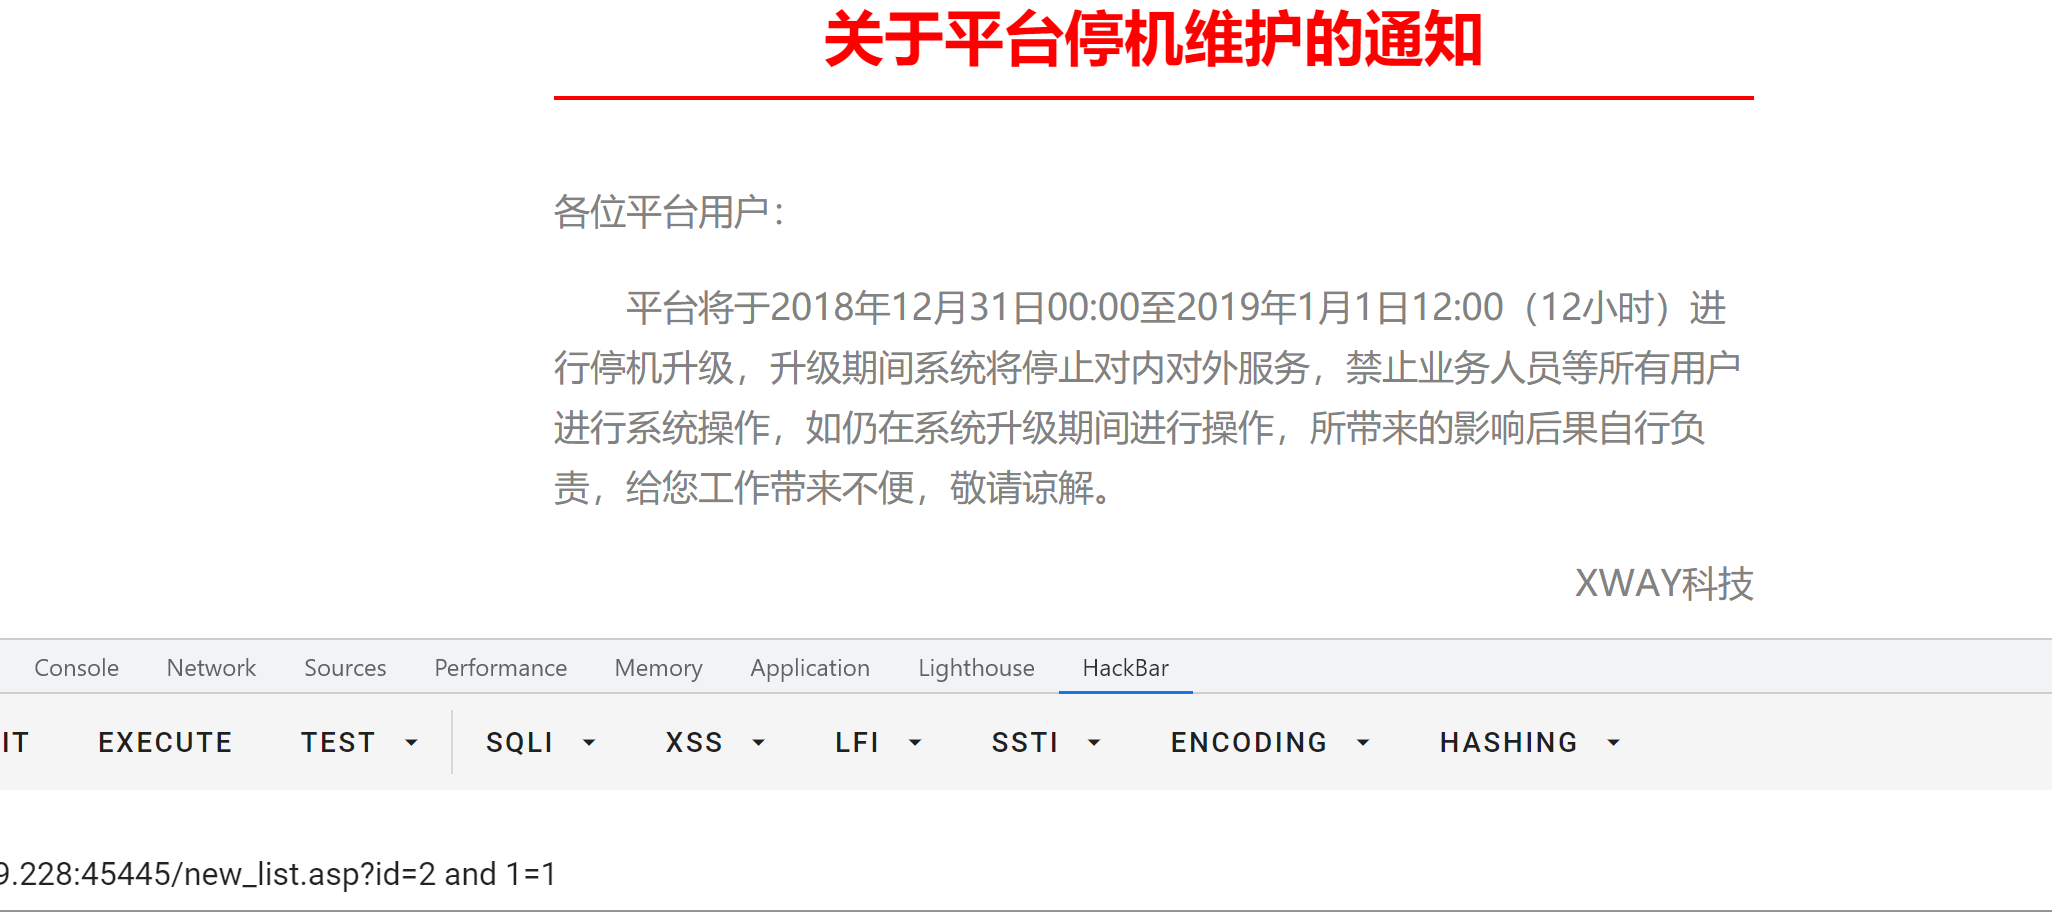 关于平台停机维护的通知
各位平台用户：
平台将于2018年12月31日00:00至2019年1月1日12:00（12小时）进
行停机升级，升级期间系统将停止对内对外服务，禁止业务人员等所有用户
进行系统操作，如仍在系统升级期间进行操作，所带来的影响后果自行负
责，给您工作带来不便，敬请谅解。
XWAY科技
Console Network Sources Performance Memory Application Lighthouse HackBar
IT EXECUTE TEST SQLI XSS LFI SSTI ENCODING HASHING
9.228:45445/new_list.asp?id=2 and 1=1